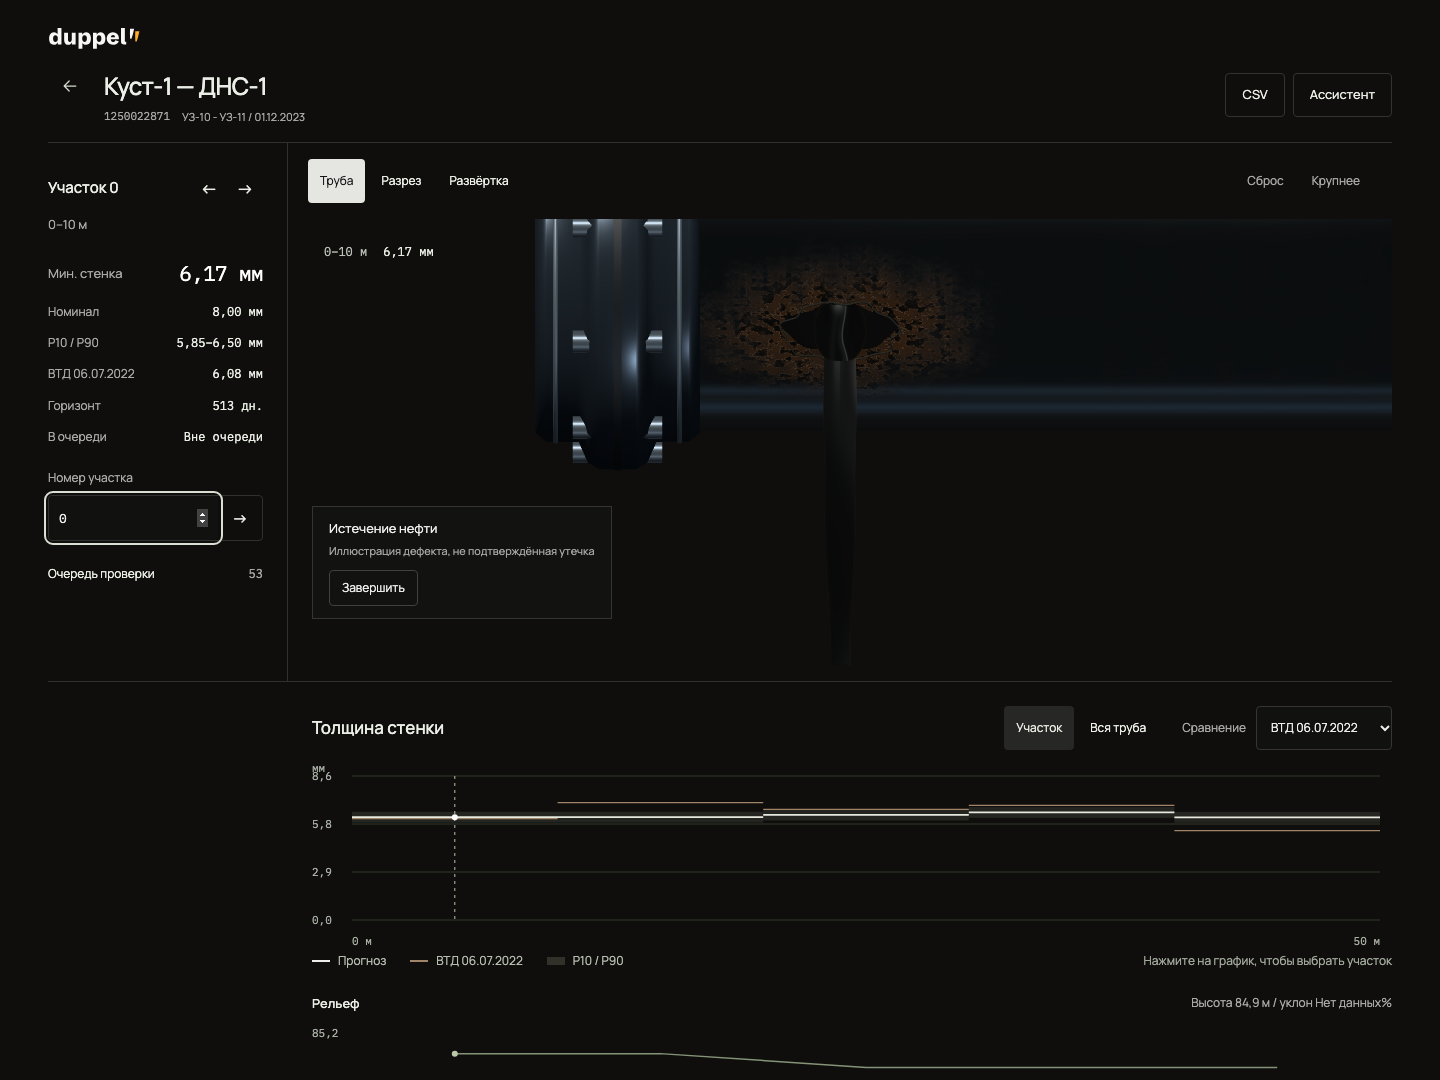 duppel
Куст-1 — ДНС-1
1250022871 УЗ-10 - УЗ-11 / 01.12.2023
CSV
Ассистент
Участок 0
0–10 м
Мин. стенка 6,17 мм
Номинал 8,00 мм
P10 / P90 5,85–6,50 мм
ВТД 06.07.2022 6,08 мм
Горизонт 513 дн.
В очереди Вне очереди
Номер участка
0
Очередь проверки 53
Труба Разрез Развёртка
Сброс Крупнее
0–10 м 6,17 мм
Истечение нефти
Иллюстрация дефекта, не подтверждённая утечка
Завершить
Толщина стенки
Участок Вся труба Сравнение ВТД 06.07.2022
мм
8,6
5,8
2,9
0,0
0 м 50 м
Прогноз ВТД 06.07.2022 P10 / P90
Нажмите на график, чтобы выбрать участок
Рельеф
Высота 84,9 м / уклон Нет данных%
85,2